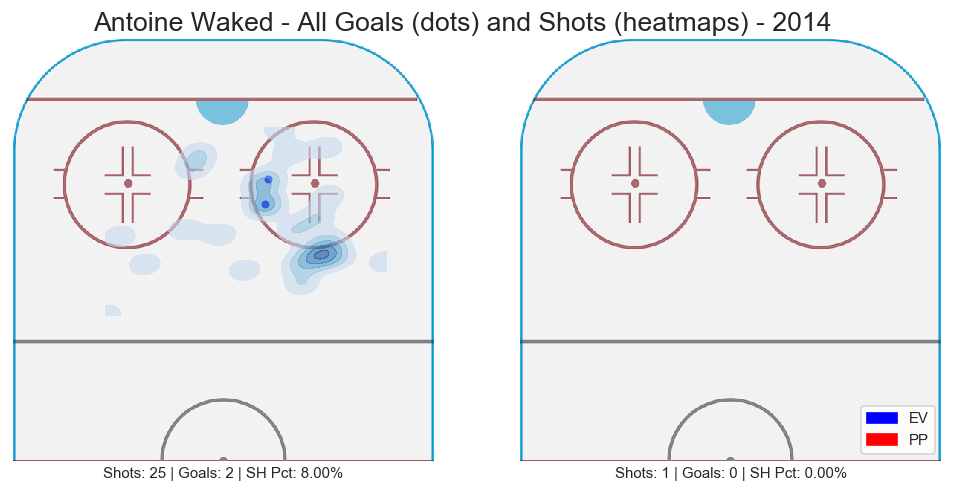 Antoine Waked - All Goals (dots) and Shots (heatmaps) - 2014
EV
PP
Shots: 25 | Goals: 2 | SH Pct: 8.00%
Shots: 1 | Goals: 0 | SH Pct: 0.00%